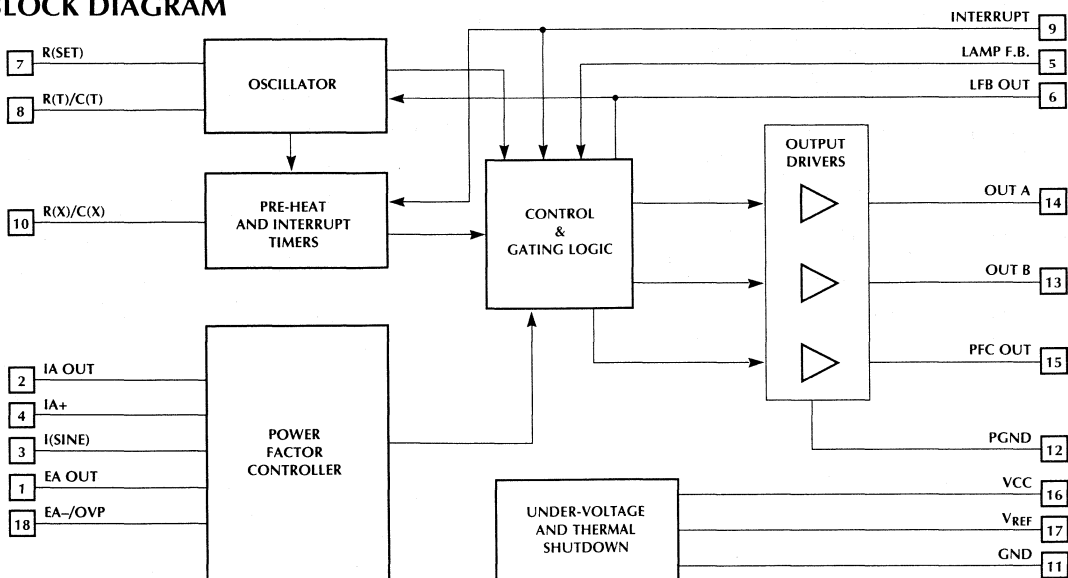 BLOCK DIAGRAM
7 R(SET)
8 R(T)/C(T)
10 R(X)/C(X)
2 IA OUT
4 IA+
3 I(SINE)
1 EA OUT
18 EA–/OVP
OSCILLATOR
PRE-HEAT
AND INTERRUPT
TIMERS
POWER
FACTOR
CONTROLLER
CONTROL
&
GATING LOGIC
UNDER-VOLTAGE
AND THERMAL
SHUTDOWN
OUTPUT
DRIVERS
INTERRUPT 9
LAMP F.B. 5
LFB OUT 6
OUT A 14
OUT B 13
PFC OUT 15
PGND 12
VCC 16
VREF 17
GND 11